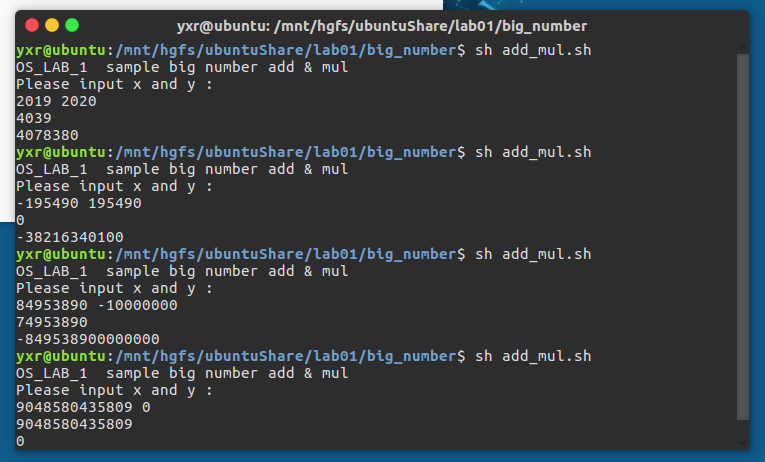 yxr@ubuntu: /mnt/hgfs/ubuntuShare/lab01/big_number
yxr@ubuntu:/mnt/hgfs/ubuntuShare/lab01/big_number$ sh add_mul.sh
OS_LAB_1  sample big number add & mul
Please input x and y :
2019 2020
4039
4078380
yxr@ubuntu:/mnt/hgfs/ubuntuShare/lab01/big_number$ sh add_mul.sh
OS_LAB_1  sample big number add & mul
Please input x and y :
-195490 195490
0
-38216340100
yxr@ubuntu:/mnt/hgfs/ubuntuShare/lab01/big_number$ sh add_mul.sh
OS_LAB_1  sample big number add & mul
Please input x and y :
84953890 -10000000
74953890
-849538900000000
yxr@ubuntu:/mnt/hgfs/ubuntuShare/lab01/big_number$ sh add_mul.sh
OS_LAB_1  sample big number add & mul
Please input x and y :
9048580435809 0
9048580435809
0